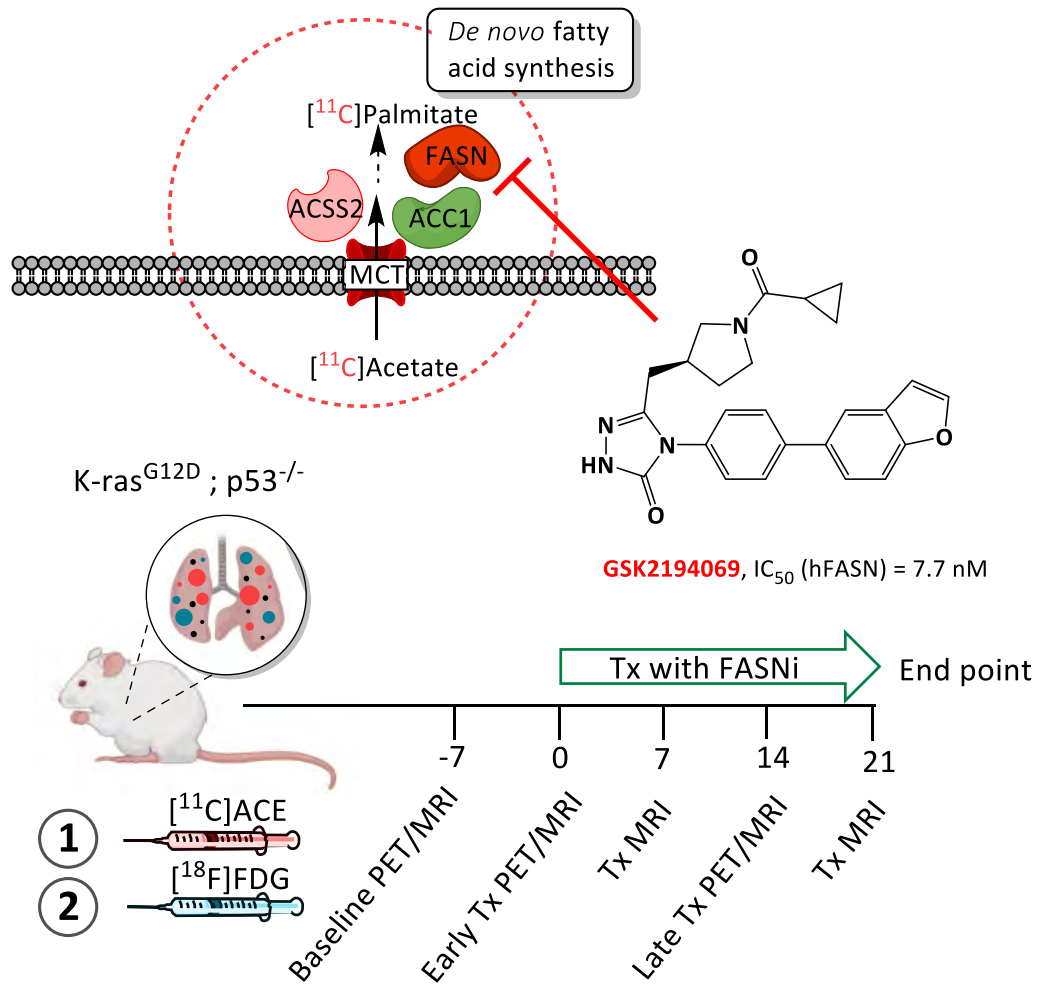 De novo fatty
acid synthesis
[¹¹C]Palmitate
FASN
ACSS2
ACC1
MCT
[¹¹C]Acetate
O
N
N
HN
N
O
O
GSK2194069, IC₅₀ (hFASN) = 7.7 nM
K-rasᴳ¹²ᴰ ; p53⁻/⁻
Tx with FASNi
End point
-7
0
7
14
21
Baseline PET/MRI
Early Tx PET/MRI
Tx MRI
Late Tx PET/MRI
Tx MRI
1
[¹¹C]ACE
2
[¹⁸F]FDG